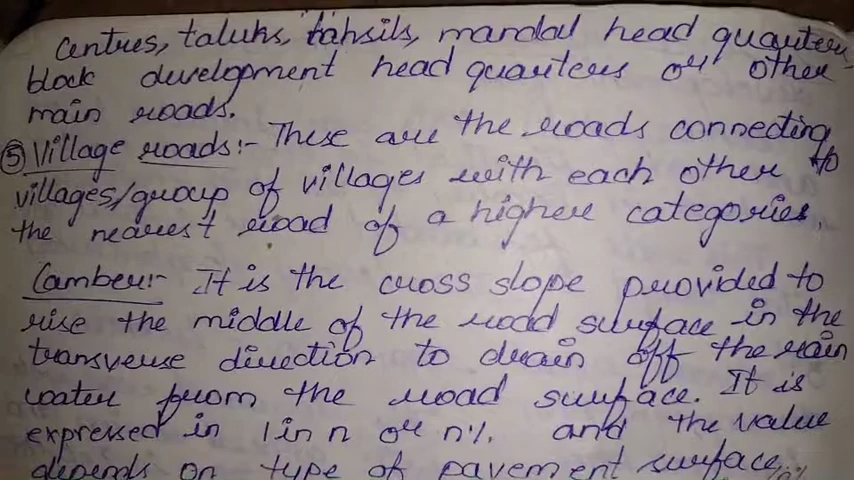 centres, taluks, tahsils, mandal head quarters,
block development head quarters or other
main roads.
⑤ Village roads:- These are the roads connecting
villages/group of villages with each other to
the nearest road of a higher categories.
Camber:- It is the cross slope provided to
rise the middle of the road surface in the
transverse direction to drain off the rain
water from the road surface. It is
expressed in 1 in n or n%. and the value
depends on type of pavement surface